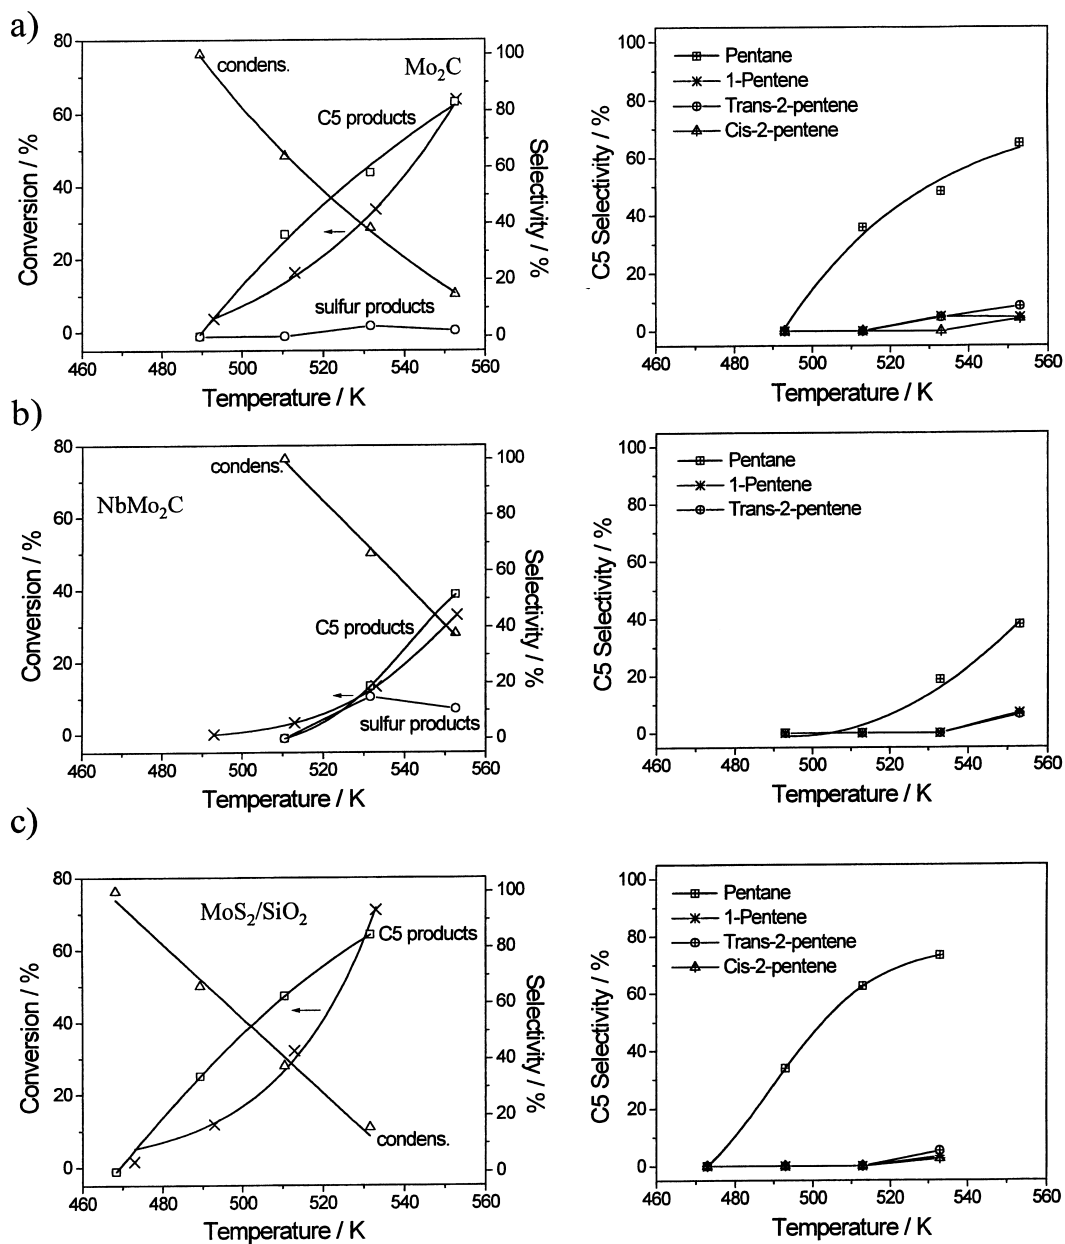 a)
80
60
40
20
0
Conversion / %
condens.
Mo2C
C5 products
sulfur products
100
80
60
40
20
0
Selectivity / %
460 480 500 520 540 560
Temperature / K
100
80
60
40
20
0
C5 Selectivity / %
Pentane
1-Pentene
Trans-2-pentene
Cis-2-pentene
460 480 500 520 540 560
Temperature / K
b)
80
60
40
20
0
Conversion / %
condens.
NbMo2C
C5 products
sulfur products
100
80
60
40
20
0
Selectivity / %
460 480 500 520 540 560
Temperature / K
100
80
60
40
20
0
C5 Selectivity / %
Pentane
1-Pentene
Trans-2-pentene
460 480 500 520 540 560
Temperature / K
c)
80
60
40
20
0
Conversion / %
MoS2/SiO2
C5 products
condens.
100
80
60
40
20
0
Selectivity / %
460 480 500 520 540 560
Temperature / K
100
80
60
40
20
0
C5 Selectivity / %
Pentane
1-Pentene
Trans-2-pentene
Cis-2-pentene
460 480 500 520 540 560
Temperature / K